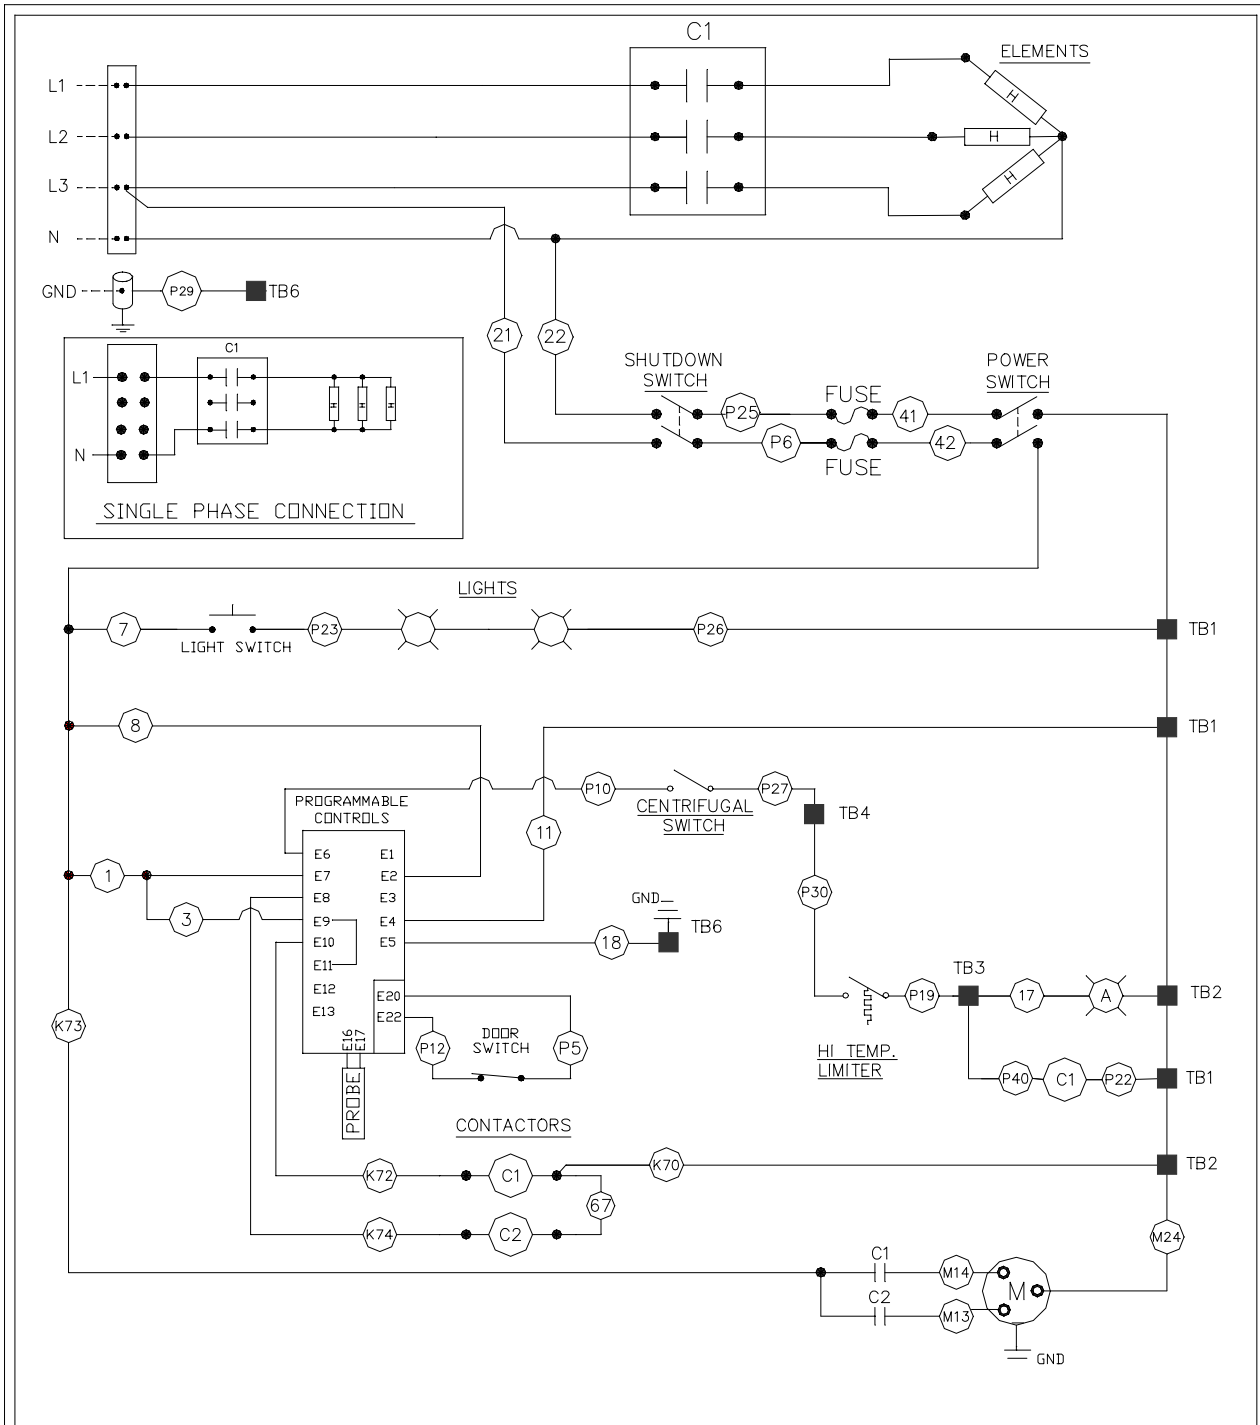 C1
ELEMENTS
L1
H
L2
H
L3
H
N
GND
P29
TB6
21
22
C1
L1
H
H
H
N
SINGLE PHASE CONNECTION
SHUTDOWN
SWITCH
POWER
SWITCH
P25
FUSE
41
P6
FUSE
42
LIGHTS
7
LIGHT SWITCH
P23
P26
TB1
8
TB1
PROGRAMMABLE
CONTROLS
P10
CENTRIFUGAL
SWITCH
P27
TB4
11
E6
E1
1
E7
E2
E8
E3
P30
3
E9
E4
GND
TB6
E10
E5
18
E11
E12
E20
E13
E22
E16
E17
PROBE
P12
DOOR
SWITCH
P5
K73
HI TEMP.
LIMITER
P19
TB3
17
A
TB2
P40
C1
P22
TB1
CONTACTORS
K72
C1
K70
TB2
67
K74
C2
M24
C1
M14
M
C2
M13
GND